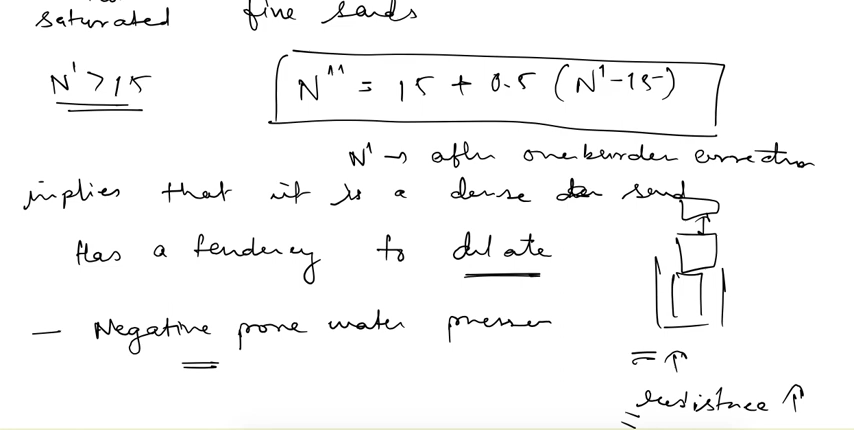 saturated fine sands
N' > 15
N'' = 15 + 0.5 (N' - 15)
N' → after overburden correction
implies that it is a dense sand
Has a tendency to dilate
— Negative pore water pressure
= ↑
resistance ↑